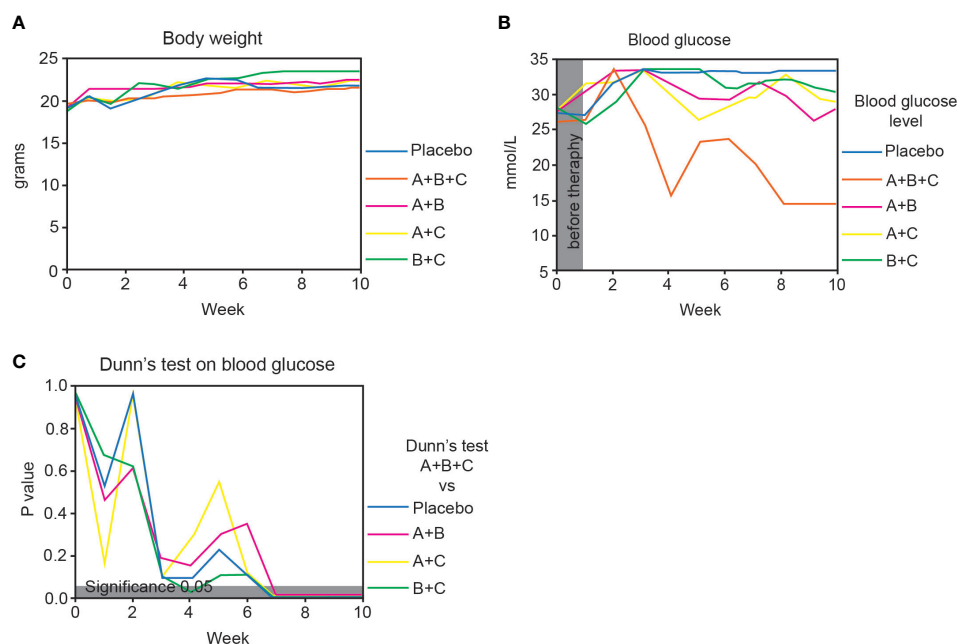 A
Body weight
25
20
15
10
5
0
grams
0 2 4 6 8 10
Week
Placebo
A+B+C
A+B
A+C
B+C
B
Blood glucose
35
30
25
20
15
10
5
mmol/L
before theraphy
0 2 4 6 8 10
Week
Blood glucose
level
Placebo
A+B+C
A+B
A+C
B+C
C
Dunn's test on blood glucose
1.0
0.8
0.6
0.4
0.2
0.0
P value
Significance 0.05
0 2 4 6 8 10
Week
Dunn's test
A+B+C
vs
Placebo
A+B
A+C
B+C